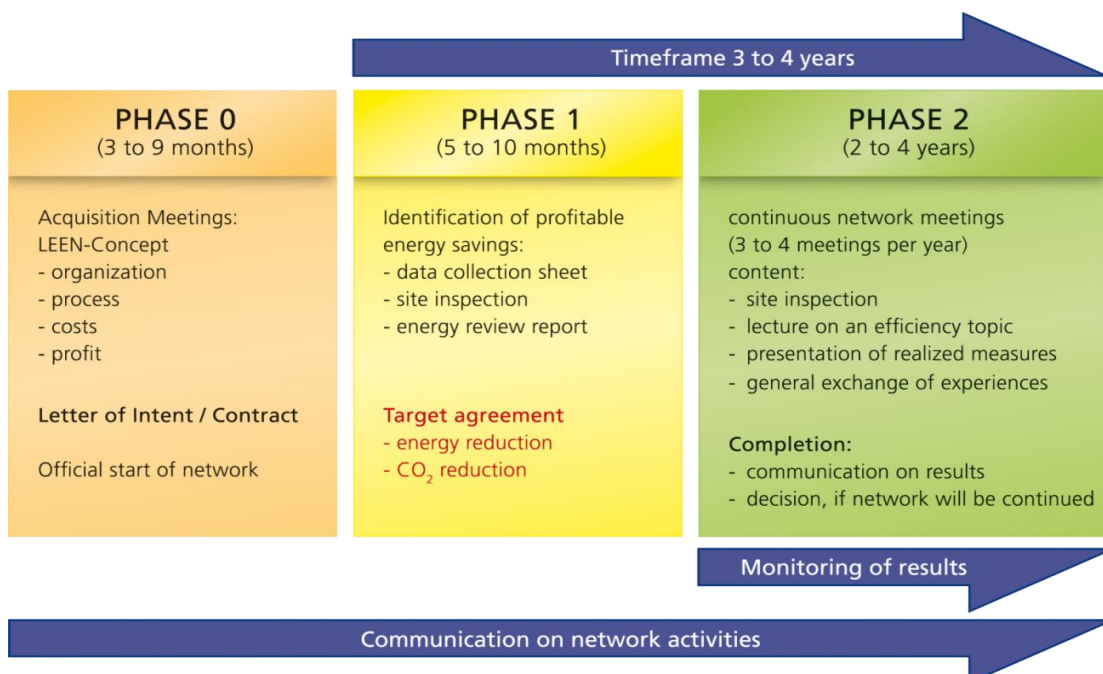 Timeframe 3 to 4 years
PHASE 0
(3 to 9 months)
Acquisition Meetings:
LEEN-Concept
- organization
- process
- costs
- profit
Letter of Intent / Contract
Official start of network
PHASE 1
(5 to 10 months)
Identification of profitable
energy savings:
- data collection sheet
- site inspection
- energy review report
Target agreement
- energy reduction
- CO₂ reduction
PHASE 2
(2 to 4 years)
continuous network meetings
(3 to 4 meetings per year)
content:
- site inspection
- lecture on an efficiency topic
- presentation of realized measures
- general exchange of experiences
Completion:
- communication on results
- decision, if network will be continued
Monitoring of results
Communication on network activities